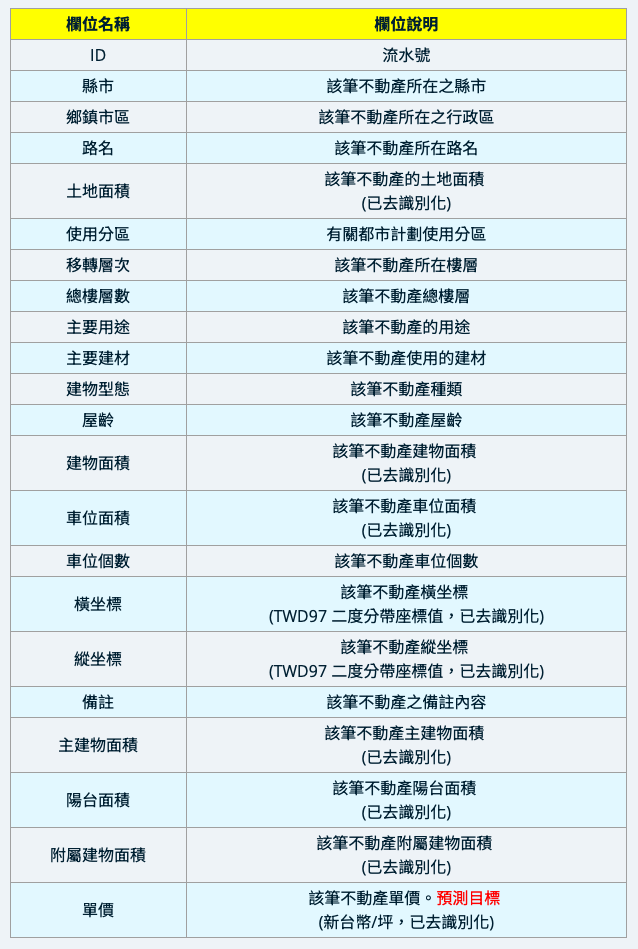 欄位名稱 欄位說明
ID 流水號
縣市 該筆不動產所在之縣市
鄉鎮市區 該筆不動產所在之行政區
路名 該筆不動產所在路名
土地面積 該筆不動產的土地面積
(已去識別化)
使用分區 有關都市計劃使用分區
移轉層次 該筆不動產所在樓層
總樓層數 該筆不動產總樓層
主要用途 該筆不動產的用途
主要建材 該筆不動產使用的建材
建物型態 該筆不動產種類
屋齡 該筆不動產屋齡
建物面積 該筆不動產建物面積
(已去識別化)
車位面積 該筆不動產車位面積
(已去識別化)
車位個數 該筆不動產車位個數
橫坐標 該筆不動產橫坐標
(TWD97 二度分帶座標值，已去識別化)
縱坐標 該筆不動產縱坐標
(TWD97 二度分帶座標值，已去識別化)
備註 該筆不動產之備註內容
主建物面積 該筆不動產主建物面積
(已去識別化)
陽台面積 該筆不動產陽台面積
(已去識別化)
附屬建物面積 該筆不動產附屬建物面積
(已去識別化)
單價 該筆不動產單價。預測目標
(新台幣/坪，已去識別化)